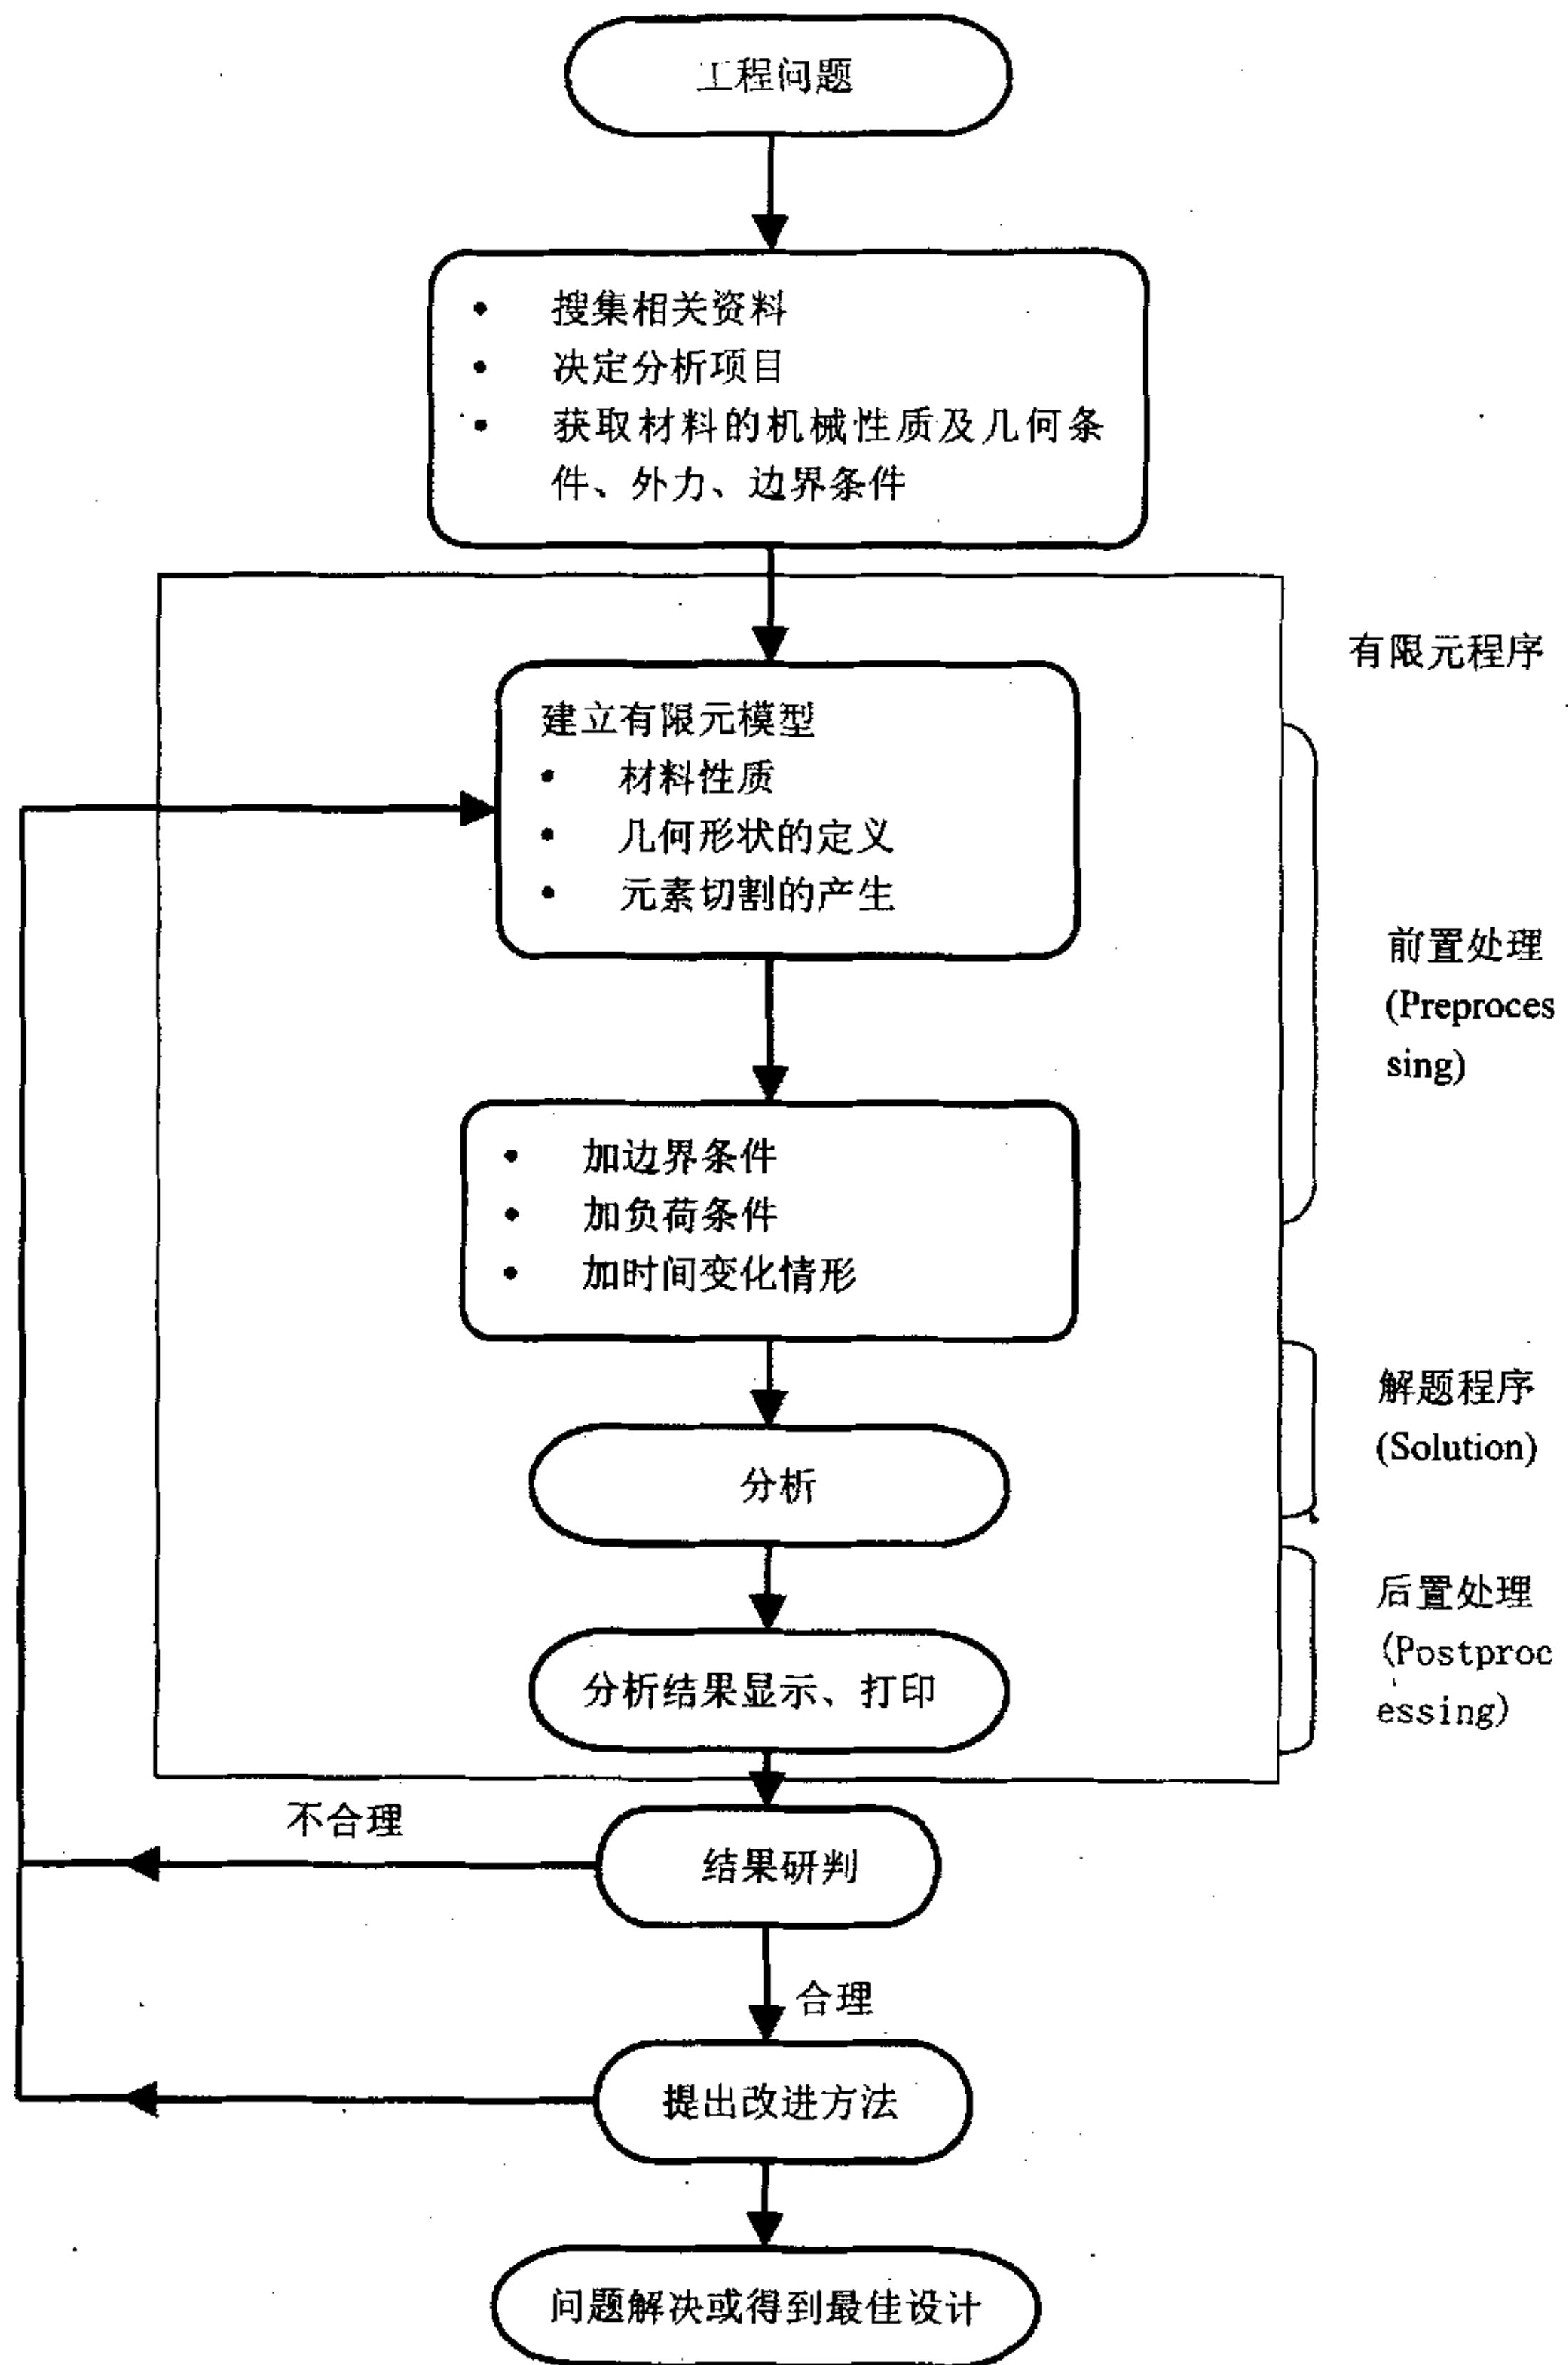 工程问题
• 搜集相关资料
• 决定分析项目
• 获取材料的机械性质及几何条
件、外力、边界条件
有限元程序
建立有限元模型
• 材料性质
• 几何形状的定义
• 元素切割的产生
前置处理
(Preproces
sing)
• 加边界条件
• 加负荷条件
• 加时间变化情形
解题程序
(Solution)
分析
后置处理
(Postproc
essing)
分析结果显示、打印
不合理
结果研判
合理
提出改进方法
问题解决或得到最佳设计